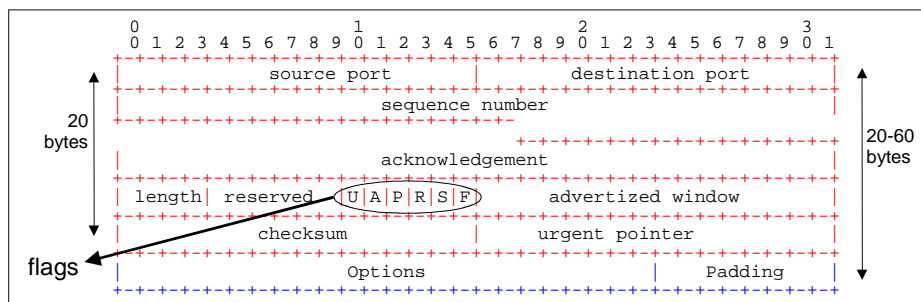 0 1 2 3
0 1 2 3 4 5 6 7 8 9 0 1 2 3 4 5 6 7 8 9 0 1 2 3 4 5 6 7 8 9 0 1
+-+-+-+-+-+-+-+-+-+-+-+-+-+-+-+-+-+-+-+-+-+-+-+-+-+-+-+-+-+-+-+-+
| source port | destination port |
+-+-+-+-+-+-+-+-+-+-+-+-+-+-+-+-+-+-+-+-+-+-+-+-+-+-+-+-+-+-+-+-+
| sequence number |
20 bytes
20-60 bytes
+-+-+-+-+-+-+-+-+-+-+-+-+-+-+-+-+-+-+-+-+-+-+-+-+-+-+-+-+-+-+-+-+
| acknowledgement |
+-+-+-+-+-+-+-+-+-+-+-+-+-+-+-+-+-+-+-+-+-+-+-+-+-+-+-+-+-+-+-+-+
| length| reserved |U|A|P|R|S|F| advertized window |
+-+-+-+-+-+-+-+-+-+-+-+-+-+-+-+-+-+-+-+-+-+-+-+-+-+-+-+-+-+-+-+-+
| checksum | urgent pointer |
+-+-+-+-+-+-+-+-+-+-+-+-+-+-+-+-+-+-+-+-+-+-+-+-+-+-+-+-+-+-+-+-+
flags
| Options | Padding |
+-+-+-+-+-+-+-+-+-+-+-+-+-+-+-+-+-+-+-+-+-+-+-+-+-+-+-+-+-+-+-+-+